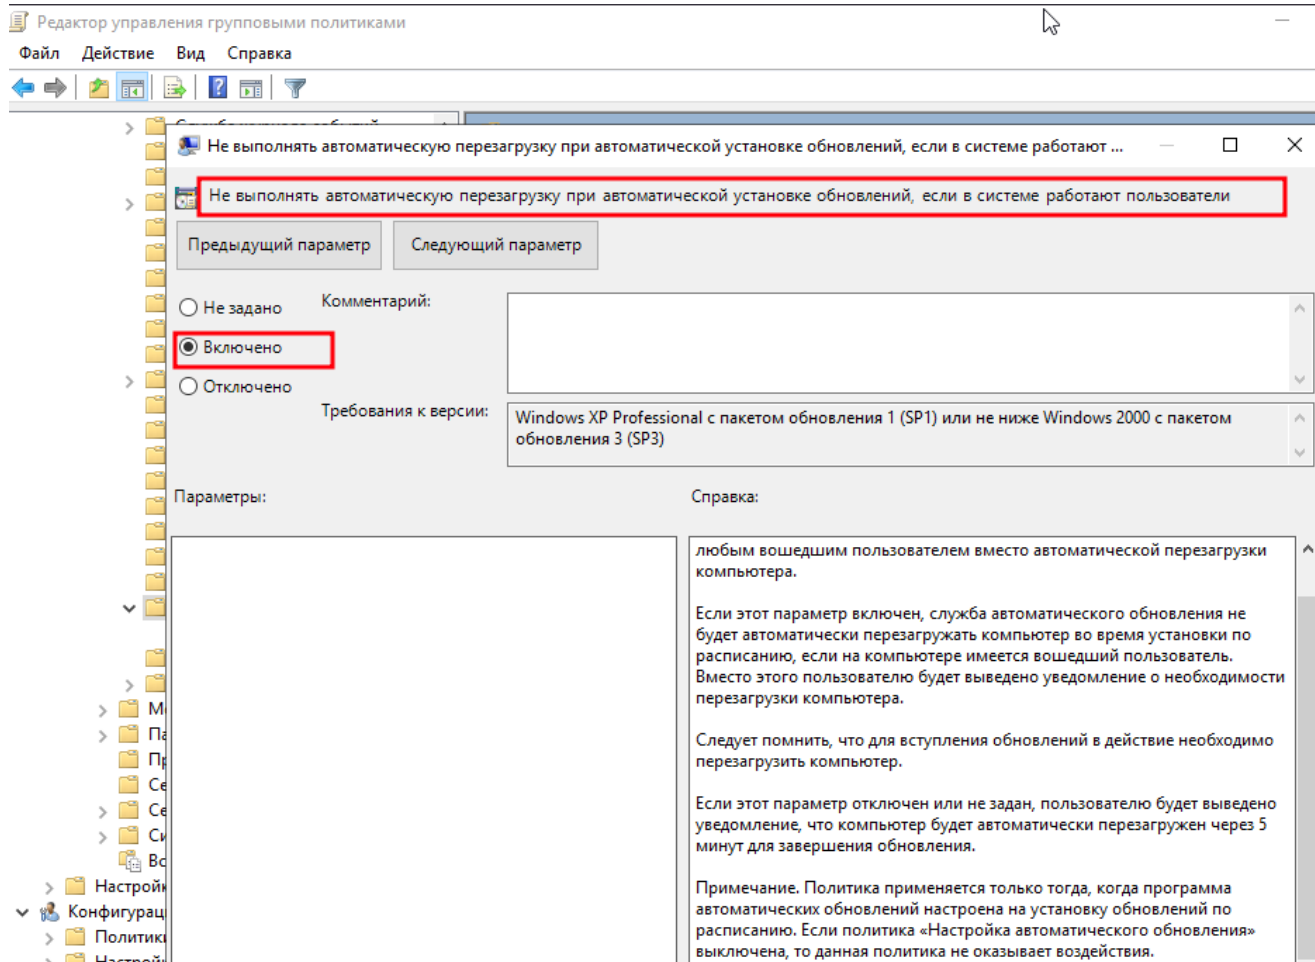 Редактор управления групповыми политиками
Файл Действие Вид Справка
Не выполнять автоматическую перезагрузку при автоматической установке обновлений, если в системе работают ...
Не выполнять автоматическую перезагрузку при автоматической установке обновлений, если в системе работают пользователи
Предыдущий параметр Следующий параметр
Не задано
Включено
Отключено
Комментарий:
Требования к версии:
Windows XP Professional с пакетом обновления 1 (SP1) или не ниже Windows 2000 с пакетом
обновления 3 (SP3)
Параметры:
Справка:
любым вошедшим пользователем вместо автоматической перезагрузки
компьютера.
Если этот параметр включен, служба автоматического обновления не
будет автоматически перезагружать компьютер во время установки по
расписанию, если на компьютере имеется вошедший пользователь.
Вместо этого пользователю будет выведено уведомление о необходимости
перезагрузки компьютера.
Следует помнить, что для вступления обновлений в действие необходимо
перезагрузить компьютер.
Если этот параметр отключен или не задан, пользователю будет выведено
уведомление, что компьютер будет автоматически перезагружен через 5
минут для завершения обновления.
Примечание. Политика применяется только тогда, когда программа
автоматических обновлений настроена на установку обновлений по
расписанию. Если политика «Настройка автоматического обновления»
выключена, то данная политика не оказывает воздействия.
Па
Се
Се
Вс
Настройк
Конфигурац
Политик